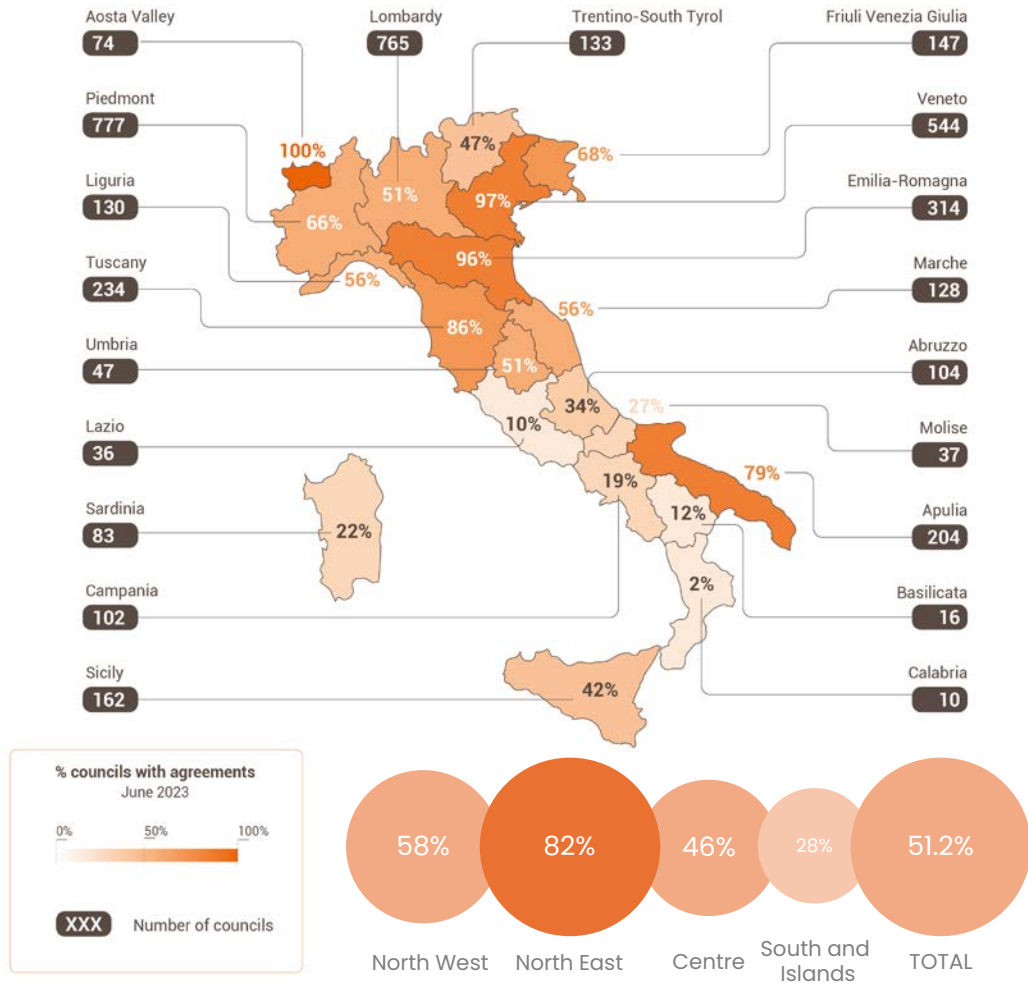 Aosta Valley
74
Lombardy
765
Trentino-South Tyrol
133
Friuli Venezia Giulia
147
Piedmont
777
Veneto
544
Liguria
130
Emilia-Romagna
314
Tuscany
234
Marche
128
Umbria
47
Abruzzo
104
Lazio
36
Molise
37
Sardinia
83
Apulia
204
Campania
102
Basilicata
16
Sicily
162
Calabria
10
100%
47%
68%
51%
97%
66%
96%
56%
56%
86%
51%
34%
27%
10%
79%
19%
12%
22%
2%
42%
% councils with agreements
June 2023
0%
50%
100%
XXX
Number of councils
58%
82%
46%
28%
51.2%
North West
North East
Centre
South and
Islands
TOTAL